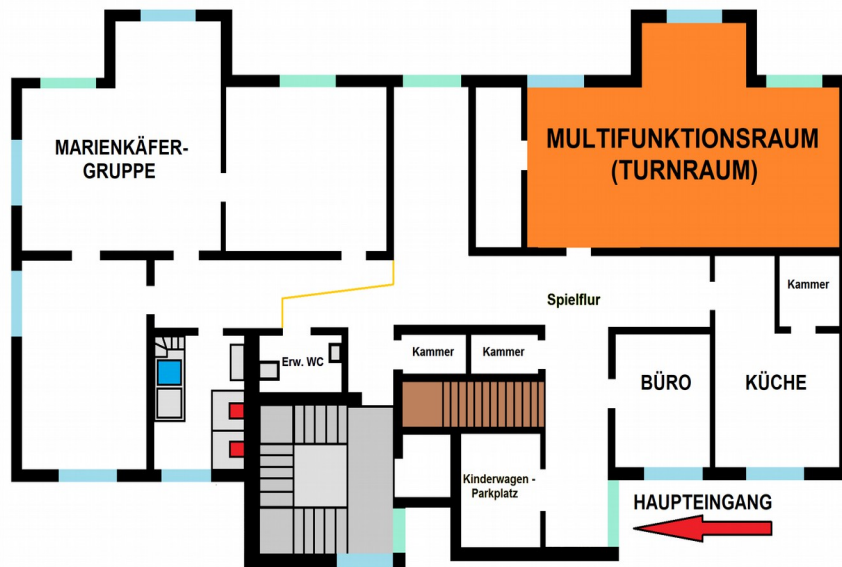 MARIENKÄFER-
GRUPPE
MULTIFUNKTIONSRAUM
(TURNRAUM)
Kammer
Spielflur
Erw. WC
Kammer
Kammer
BÜRO
KÜCHE
Kinderwagen -
Parkplatz
HAUPTEINGANG